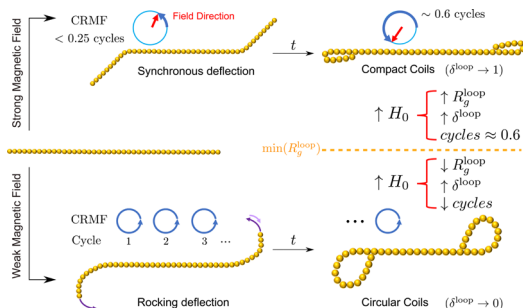 Strong Magnetic Field
CRMF
< 0.25 cycles
Field Direction
Synchronous deflection
t
~ 0.6 cycles
Compact Coils (δ^loop → 1)
↑ H₀
↑ R_g^loop
↑ δ^loop
cycles ≈ 0.6
min(R_g^loop)
↑ H₀
↓ R_g^loop
↑ δ^loop
↓ cycles
Weak Magnetic Field
CRMF
Cycle 1 2 3 ...
Rocking deflection
t
...
Circular Coils (δ^loop → 0)